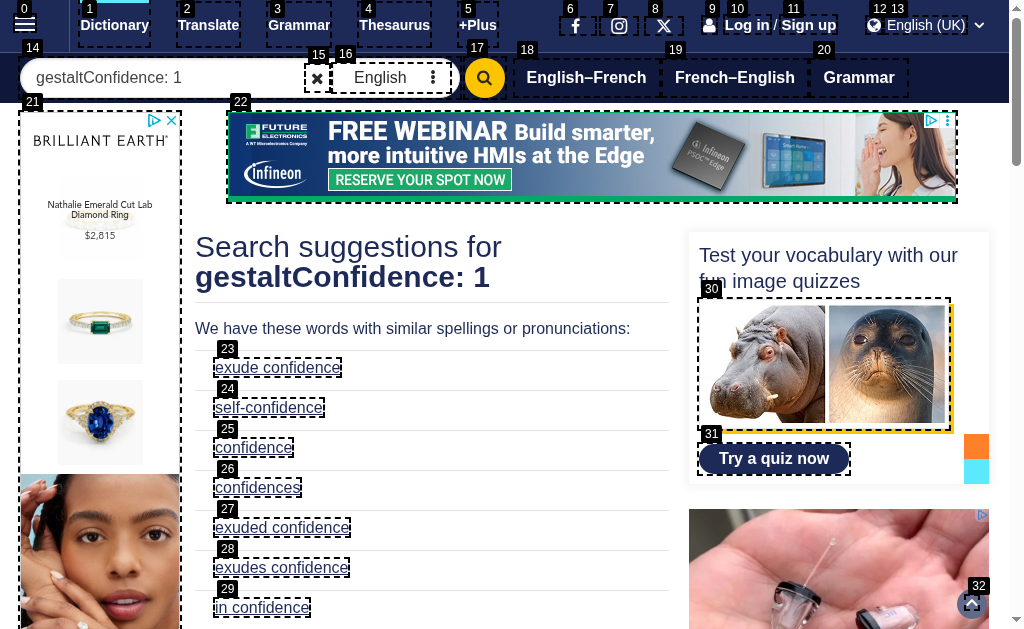 0 1 2 3 4 5 6 7 8 9 10 11 12 13
Dictionary Translate Grammar Thesaurus +Plus Log in / Sign up English (UK)
14 15 16 17 18 19 20
gestaltConfidence: 1 English English–French French–English Grammar
21 22
BRILLIANT EARTH
Nathalie Emerald Cut Lab
Diamond Ring
$2,815
FUTURE
ELECTRONICS
A WT Microelectronics Company
infineon
FREE WEBINAR Build smarter,
more intuitive HMIs at the Edge
RESERVE YOUR SPOT NOW
infineon
PSOC™ Edge
Search suggestions for
gestaltConfidence: 1
We have these words with similar spellings or pronunciations:
23
exude confidence
24
self-confidence
25
confidence
26
confidences
27
exuded confidence
28
exudes confidence
29
in confidence
Test your vocabulary with our
fun image quizzes
30
31
Try a quiz now
32